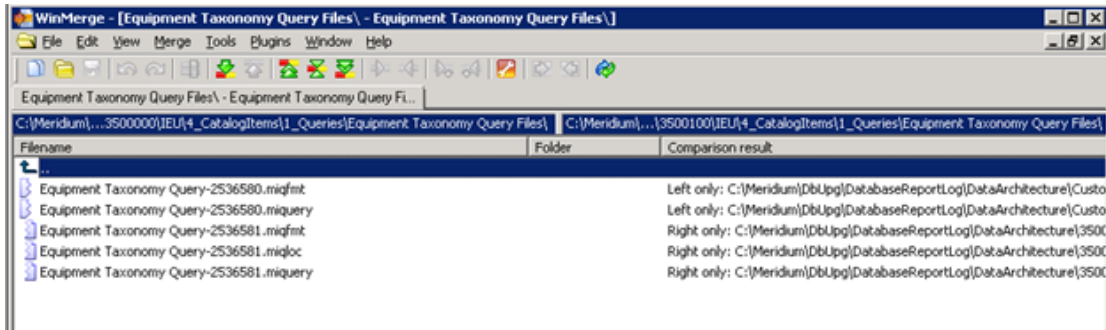 WinMerge - [Equipment Taxonomy Query Files\ - Equipment Taxonomy Query Files\]
File Edit View Merge Tools Plugins Window Help
Equipment Taxonomy Query Files\ - Equipment Taxonomy Query Fi...
C:\Meridium\...3500000\IEU\4_CatalogItems\1_Queries\Equipment Taxonomy Query Files\ C:\Meridium\...\3500100\IEU\4_CatalogItems\1_Queries\Equipment Taxonomy Query Files\
Filename Folder Comparison result
..
Equipment Taxonomy Query-2536580.miqfmt Left only: C:\Meridium\DbUpg\DatabaseReportLog\DataArchitecture\Custo
Equipment Taxonomy Query-2536580.miquery Left only: C:\Meridium\DbUpg\DatabaseReportLog\DataArchitecture\Custo
Equipment Taxonomy Query-2536581.miqfmt Right only: C:\Meridium\DbUpg\DatabaseReportLog\DataArchitecture\3500
Equipment Taxonomy Query-2536581.miqloc Right only: C:\Meridium\DbUpg\DatabaseReportLog\DataArchitecture\3500
Equipment Taxonomy Query-2536581.miquery Right only: C:\Meridium\DbUpg\DatabaseReportLog\DataArchitecture\3500